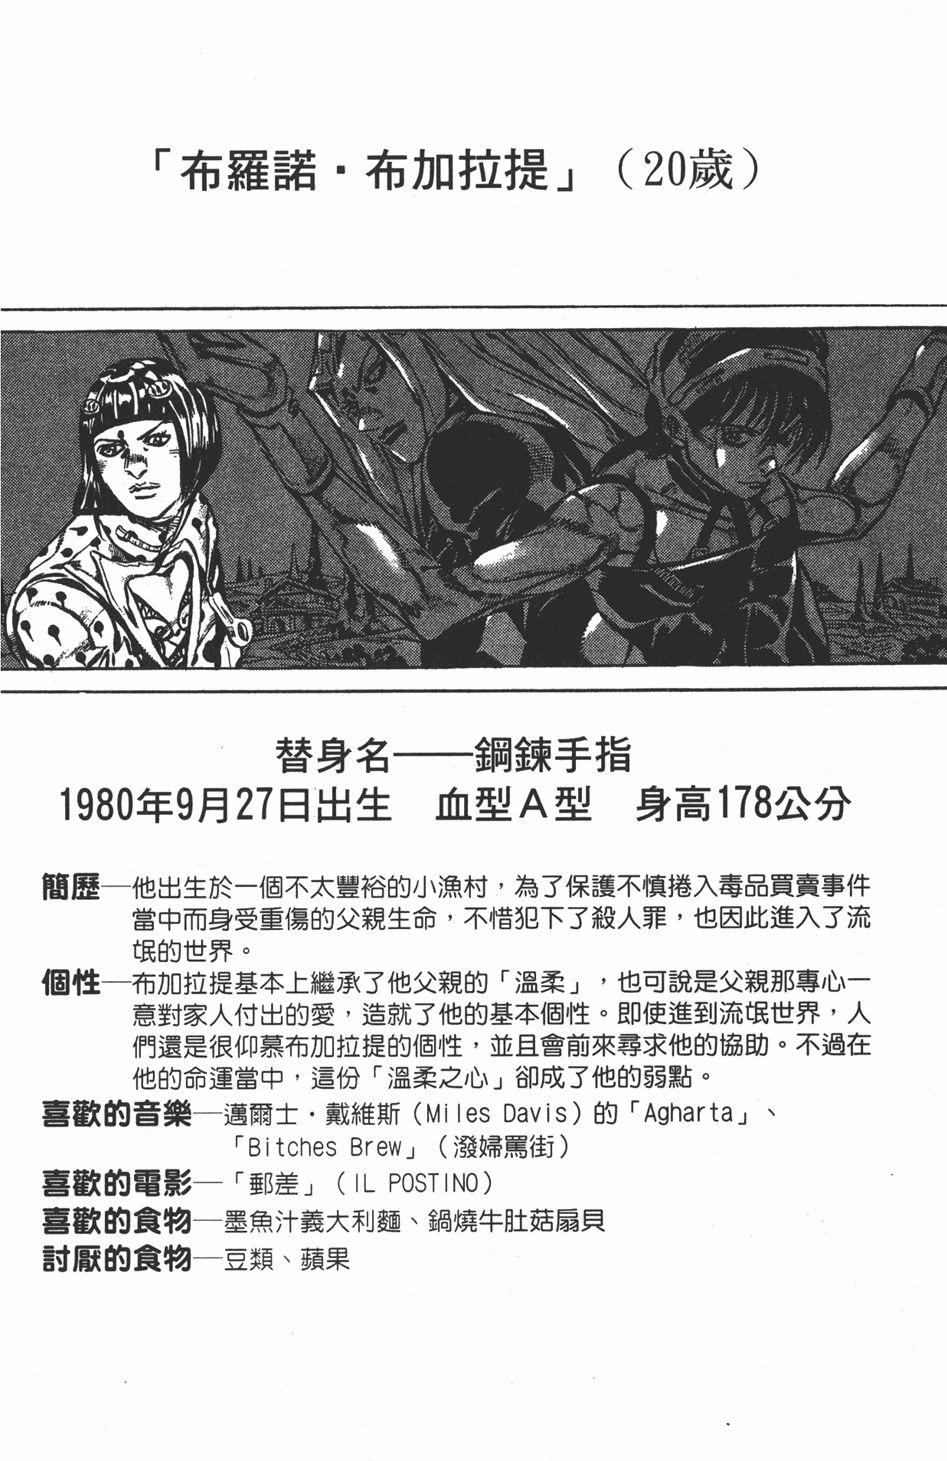 「布羅諾・布加拉提」（20歲）
替身名——鋼鍊手指
1980年9月27日出生　血型A型　身高178公分
簡歷—他出生於一個不太豐裕的小漁村，為了保護不慎捲入毒品買賣事件
當中而身受重傷的父親生命，不惜犯下了殺人罪，也因此進入了流
氓的世界。
個性—布加拉提基本上繼承了他父親的「溫柔」，也可說是父親那專心一
意對家人付出的愛，造就了他的基本個性。即使進到流氓世界，人
們還是很仰慕布加拉提的個性，並且會前來尋求他的協助。不過在
他的命運當中，這份「溫柔之心」卻成了他的弱點。
喜歡的音樂—邁爾士・戴維斯（Miles Davis）的「Agharta」、
「Bitches Brew」（潑婦罵街）
喜歡的電影—「郵差」（IL POSTINO）
喜歡的食物—墨魚汁義大利麵、鍋燒牛肚菇扇貝
討厭的食物—豆類、蘋果